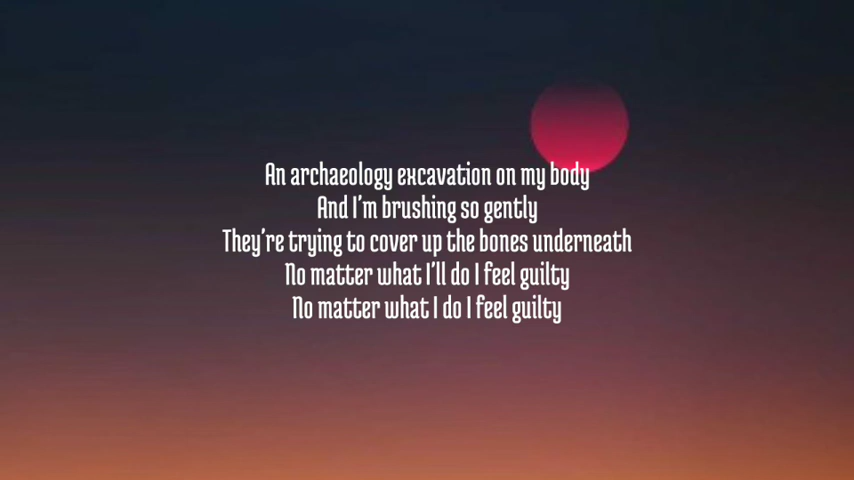 An archaeology excavation on my body
And I'm brushing so gently
They're trying to cover up the bones underneath
No matter what I'll do I feel guilty
No matter what I do I feel guilty